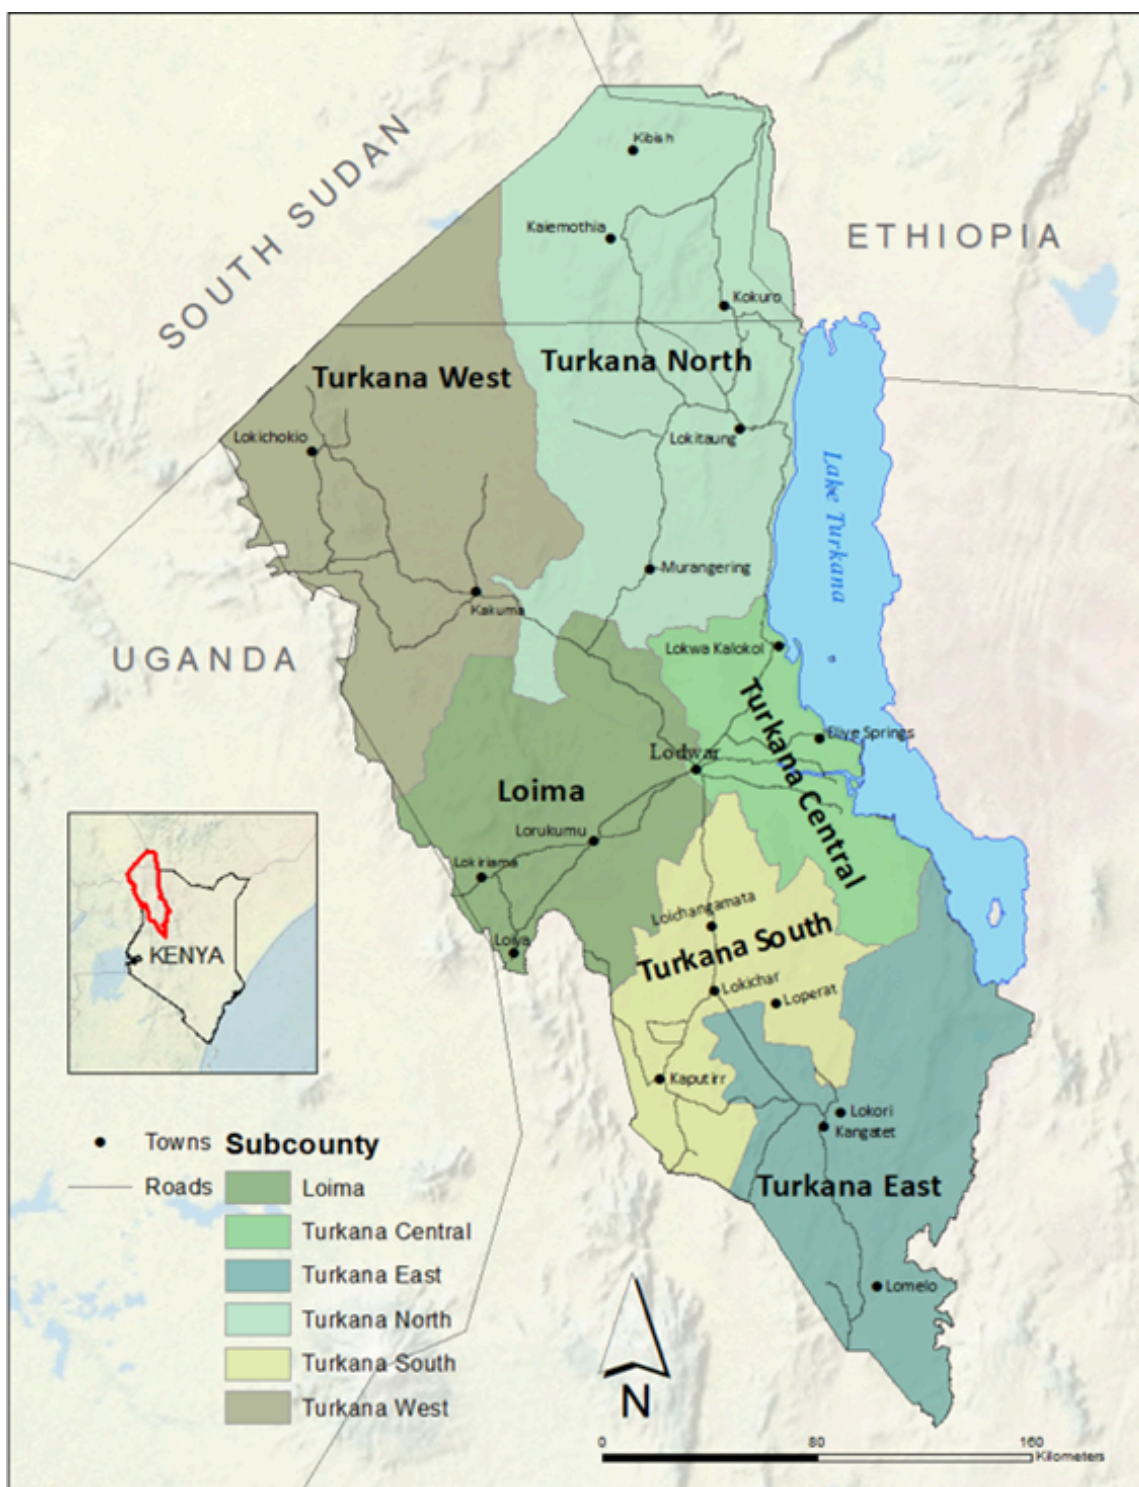 Kibish
SOUTH SUDAN
Kaiemothia
ETHIOPIA
Kokuro
Turkana North
Turkana West
Lokichokio
Lokitaung
Lake Turkana
Murangering
Kakuma
UGANDA
Lokwa Kalokol
Turkana Central
Eliye Springs
Lodwar
Loima
Lorukumu
Lokiriama
Loichangamata
Turkana South
Loiya
KENYA
Lokichar
Loperat
Kaputirr
Lokori
Kangatet
Towns
Roads
Subcounty
Loima
Turkana Central
Turkana East
Turkana North
Turkana South
Turkana West
Turkana East
Lomelo
N
0 80 160
Kilometers